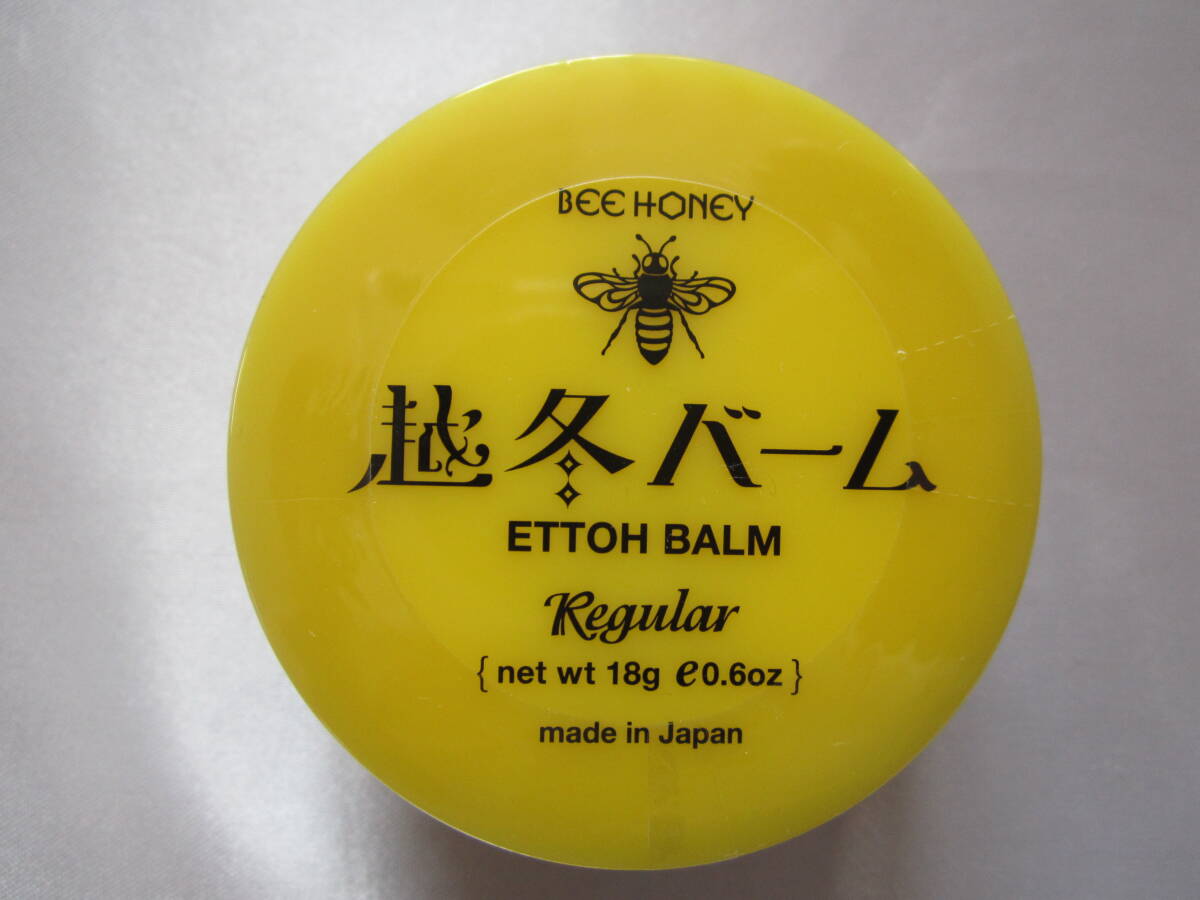 BEE HONEY
越冬バーム
ETTOH BALM
Regular
{ net wt 18g e0.6oz }
made in Japan